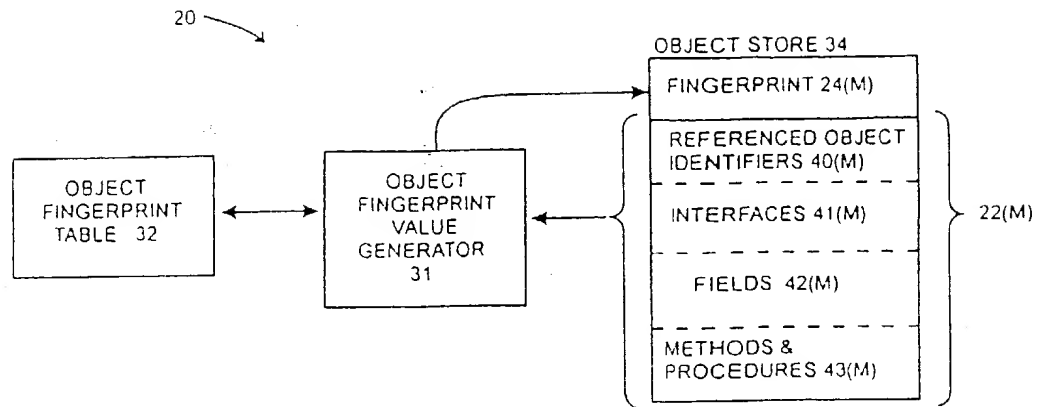 20
OBJECT STORE 34
FINGERPRINT 24(M)
REFERENCED OBJECT
IDENTIFIERS 40(M)
INTERFACES 41(M)
FIELDS 42(M)
METHODS &
PROCEDURES 43(M)
22(M)
OBJECT
FINGERPRINT
VALUE
GENERATOR
31
OBJECT
FINGERPRINT
TABLE 32